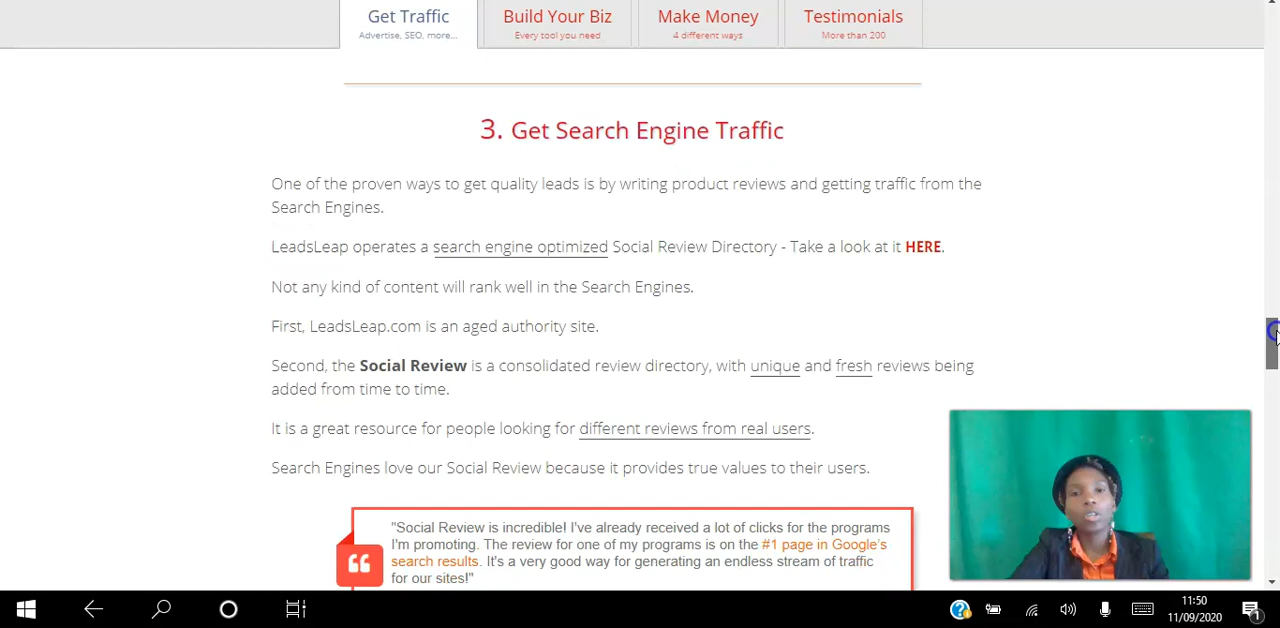 Get Traffic
Advertise, SEO, more...
Build Your Biz
Every tool you need
Make Money
4 different ways
Testimonials
More than 200
3. Get Search Engine Traffic
One of the proven ways to get quality leads is by writing product reviews and getting traffic from the
Search Engines.
LeadsLeap operates a search engine optimized Social Review Directory - Take a look at it HERE.
Not any kind of content will rank well in the Search Engines.
First, LeadsLeap.com is an aged authority site.
Second, the Social Review is a consolidated review directory, with unique and fresh reviews being
added from time to time.
It is a great resource for people looking for different reviews from real users.
Search Engines love our Social Review because it provides true values to their users.
"Social Review is incredible! I've already received a lot of clicks for the programs
I'm promoting. The review for one of my programs is on the #1 page in Google's
search results. It's a very good way for generating an endless stream of traffic
for our sites!"
11:50
11/09/2020
1